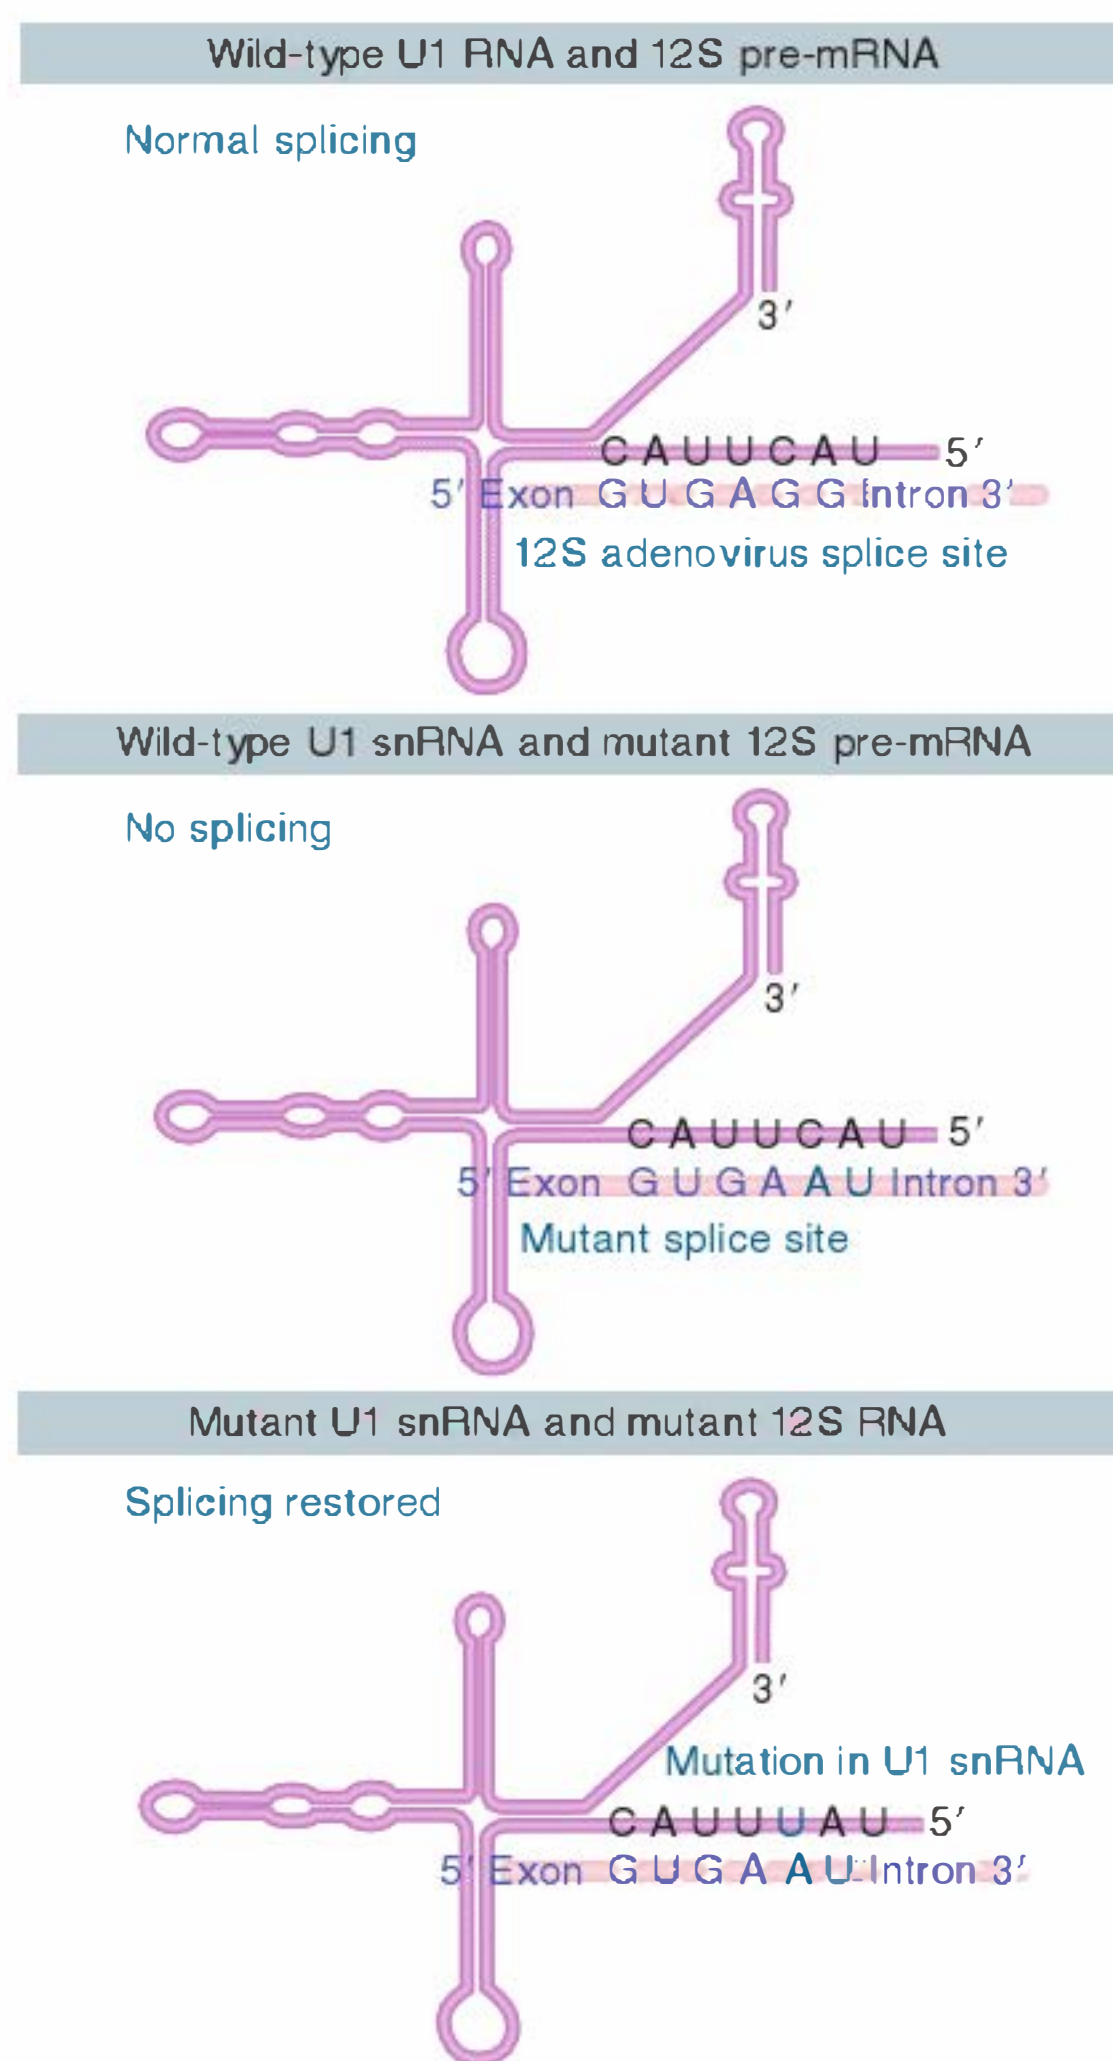 Wild-type U1 RNA and 12S pre-mRNA
Normal splicing
3′
C A U U C A U 5′
5′ Exon G U G A G G Intron 3′
12S adenovirus splice site
Wild-type U1 snRNA and mutant 12S pre-mRNA
No splicing
3′
C A U U C A U 5′
5′ Exon G U G A A U Intron 3′
Mutant splice site
Mutant U1 snRNA and mutant 12S RNA
Splicing restored
3′
Mutation in U1 snRNA
C A U U U A U 5′
5′ Exon G U G A A U Intron 3′